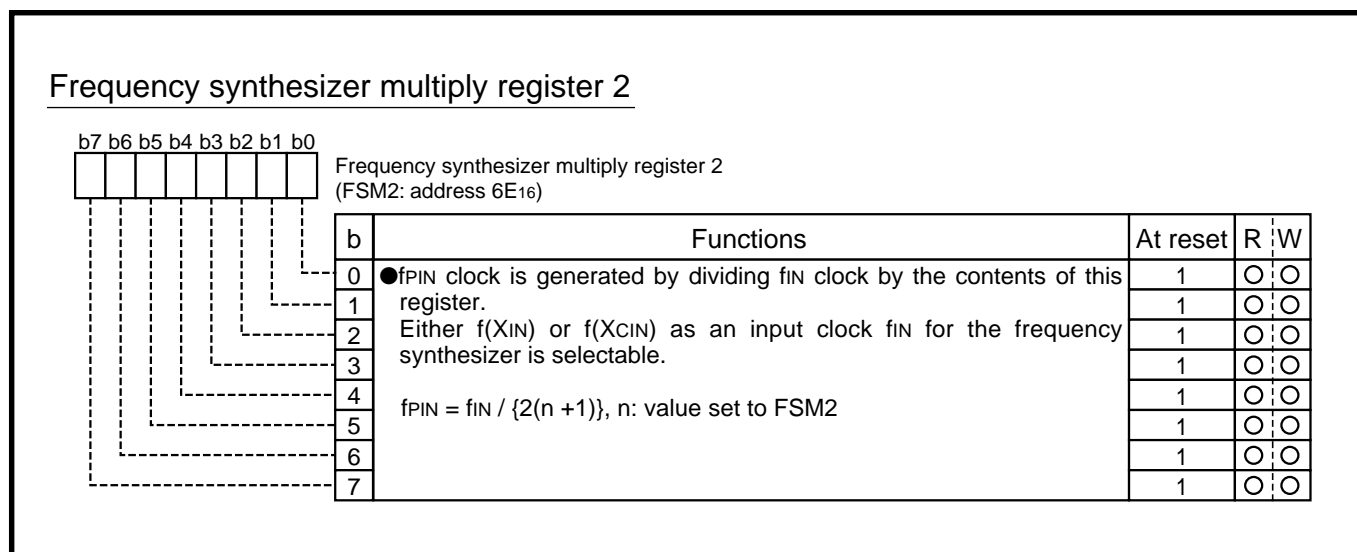 Frequency synthesizer multiply register 2
b7 b6 b5 b4 b3 b2 b1 b0
Frequency synthesizer multiply register 2
(FSM2: address 6E16)
b Functions At reset R W
0 ●fPIN clock is generated by dividing fIN clock by the contents of this 1 O O
1 register. 1 O O
2 Either f(XIN) or f(XCIN) as an input clock fIN for the frequency 1 O O
3 synthesizer is selectable. 1 O O
4 1 O O
fPIN = fIN / {2(n +1)}, n: value set to FSM2
5 1 O O
6 1 O O
7 1 O O